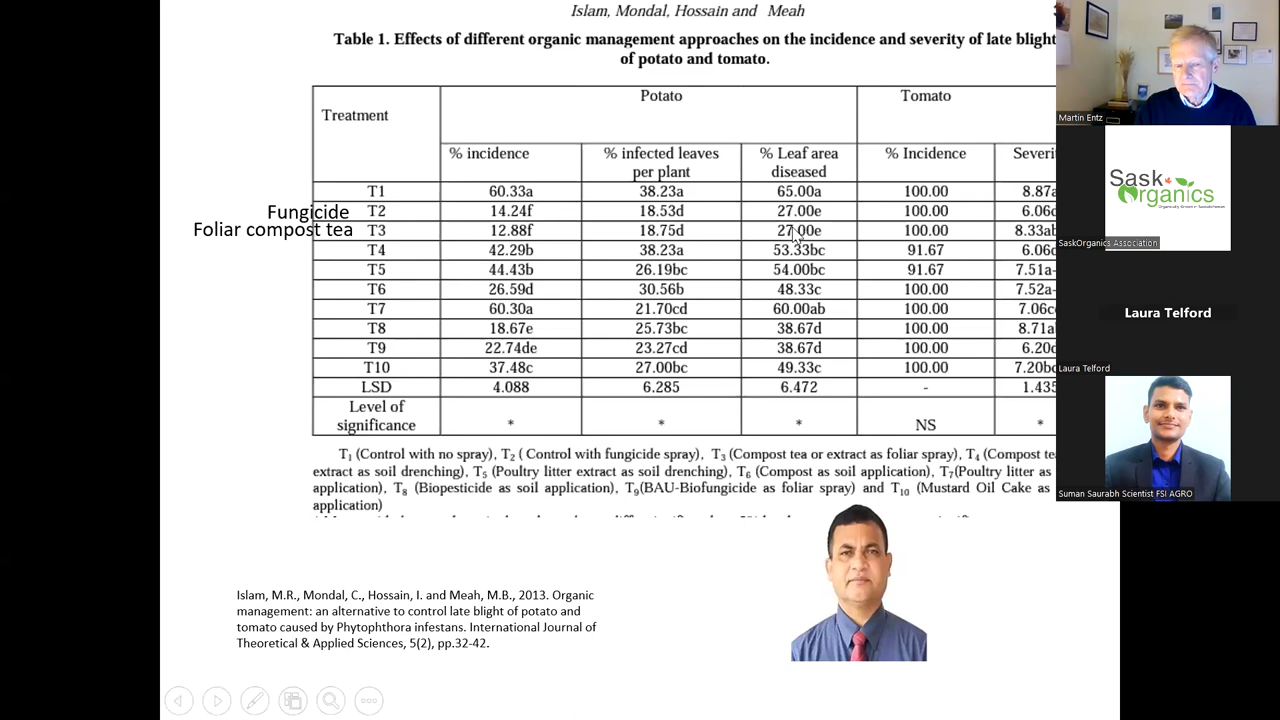 Islam, Mondal, Hossain and Meah
Table 1. Effects of different organic management approaches on the incidence and severity of late blight
of potato and tomato.
Treatment Potato Tomato
% incidence % infected leaves per plant % Leaf area diseased % Incidence
T1 60.33a 38.23a 65.00a 100.00 8.87a
Fungicide T2 14.24f 18.53d 27.00e 100.00 6.06
Foliar compost tea T3 12.88f 18.75d 27.00e 100.00 8.33ab
T4 42.29b 38.23a 53.33bc 91.67 6.06
T5 44.43b 26.19bc 54.00bc 91.67 7.51a-
T6 26.59d 30.56b 48.33c 100.00 7.52a-
T7 60.30a 21.70cd 60.00ab 100.00 7.06c
T8 18.67e 25.73bc 38.67d 100.00 8.71a
T9 22.74de 23.27cd 38.67d 100.00 6.20
T10 37.48c 27.00bc 49.33c 100.00 7.20b
LSD 4.088 6.285 6.472 - 1.435
Level of significance * * * NS *
T1 (Control with no spray), T2 ( Control with fungicide spray), T3 (Compost tea or extract as foliar spray), T4 (Compost
extract as soil drenching), T5 (Poultry litter extract as soil drenching), T6 (Compost as soil application), T7(Poultry litter as
application), T8 (Biopesticide as soil application), T9(BAU-Biofungicide as foliar spray) and T10 (Mustard Oil Cake as
application)
Islam, M.R., Mondal, C., Hossain, I. and Meah, M.B., 2013. Organic
management: an alternative to control late blight of potato and
tomato caused by Phytophthora infestans. International Journal of
Theoretical & Applied Sciences, 5(2), pp.32-42.
Martin Entz
Sask
Organics
SaskOrganics Association
Laura Telford
Laura Telford
Suman Saurabh Scientist FSI AGRO